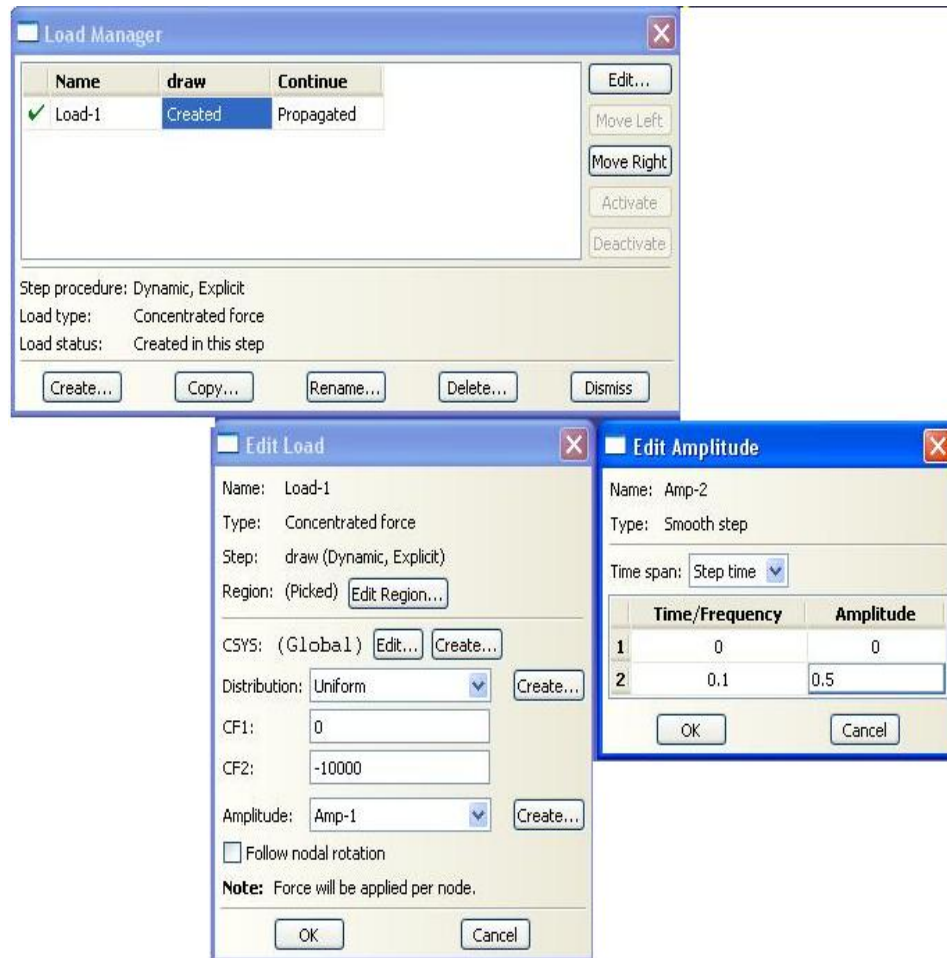 Load Manager
Name draw Continue
Load-1 Created Propagated
Edit...
Move Left
Move Right
Activate
Deactivate
Step procedure: Dynamic, Explicit
Load type: Concentrated force
Load status: Created in this step
Create... Copy... Rename... Delete... Dismiss
Edit Load
Name: Load-1
Type: Concentrated force
Step: draw (Dynamic, Explicit)
Region: (Picked) Edit Region...
CSYS: (Global) Edit... Create...
Distribution: Uniform Create...
CF1: 0
CF2: -10000
Amplitude: Amp-1 Create...
Follow nodal rotation
Note: Force will be applied per node.
OK Cancel
Edit Amplitude
Name: Amp-2
Type: Smooth step
Time span: Step time
Time/Frequency Amplitude
1 0 0
2 0.1 0.5
OK Cancel